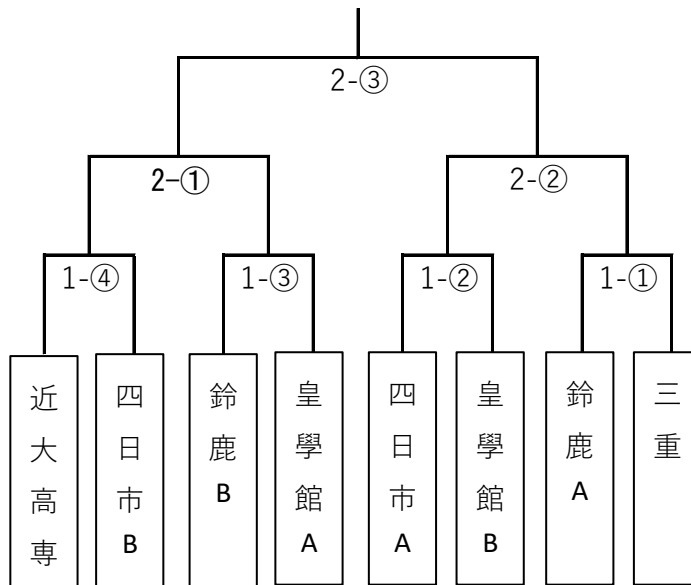 2-③
2-①
2-②
1-④
1-③
1-②
1-①
近大高専
四日市B
鈴鹿B
皇學館A
四日市A
皇學館B
鈴鹿A
三重